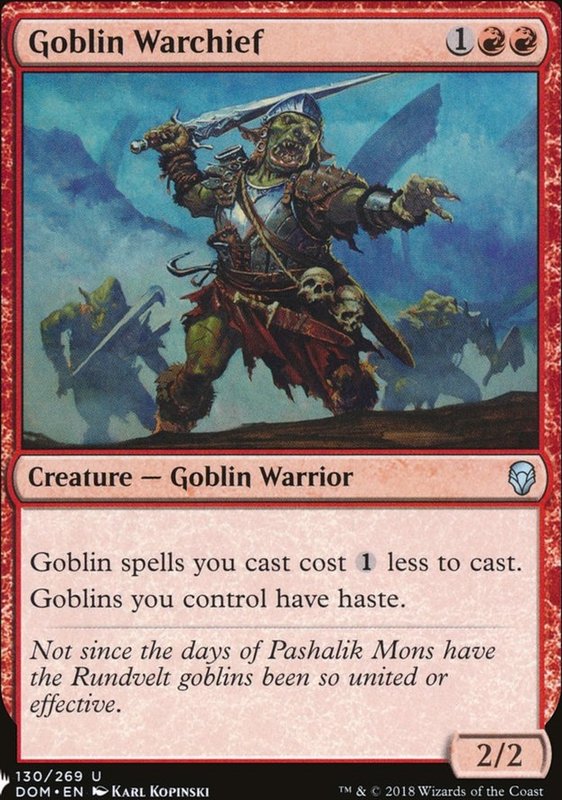 Goblin Warchief 1
Creature — Goblin Warrior
Goblin spells you cast cost 1 less to cast.
Goblins you control have haste.
Not since the days of Pashalik Mons have
the Rundvelt goblins been so united or
effective.
2/2
130/269 U
DOM • EN Karl Kopinski
™ & © 2018 Wizards of the Coast